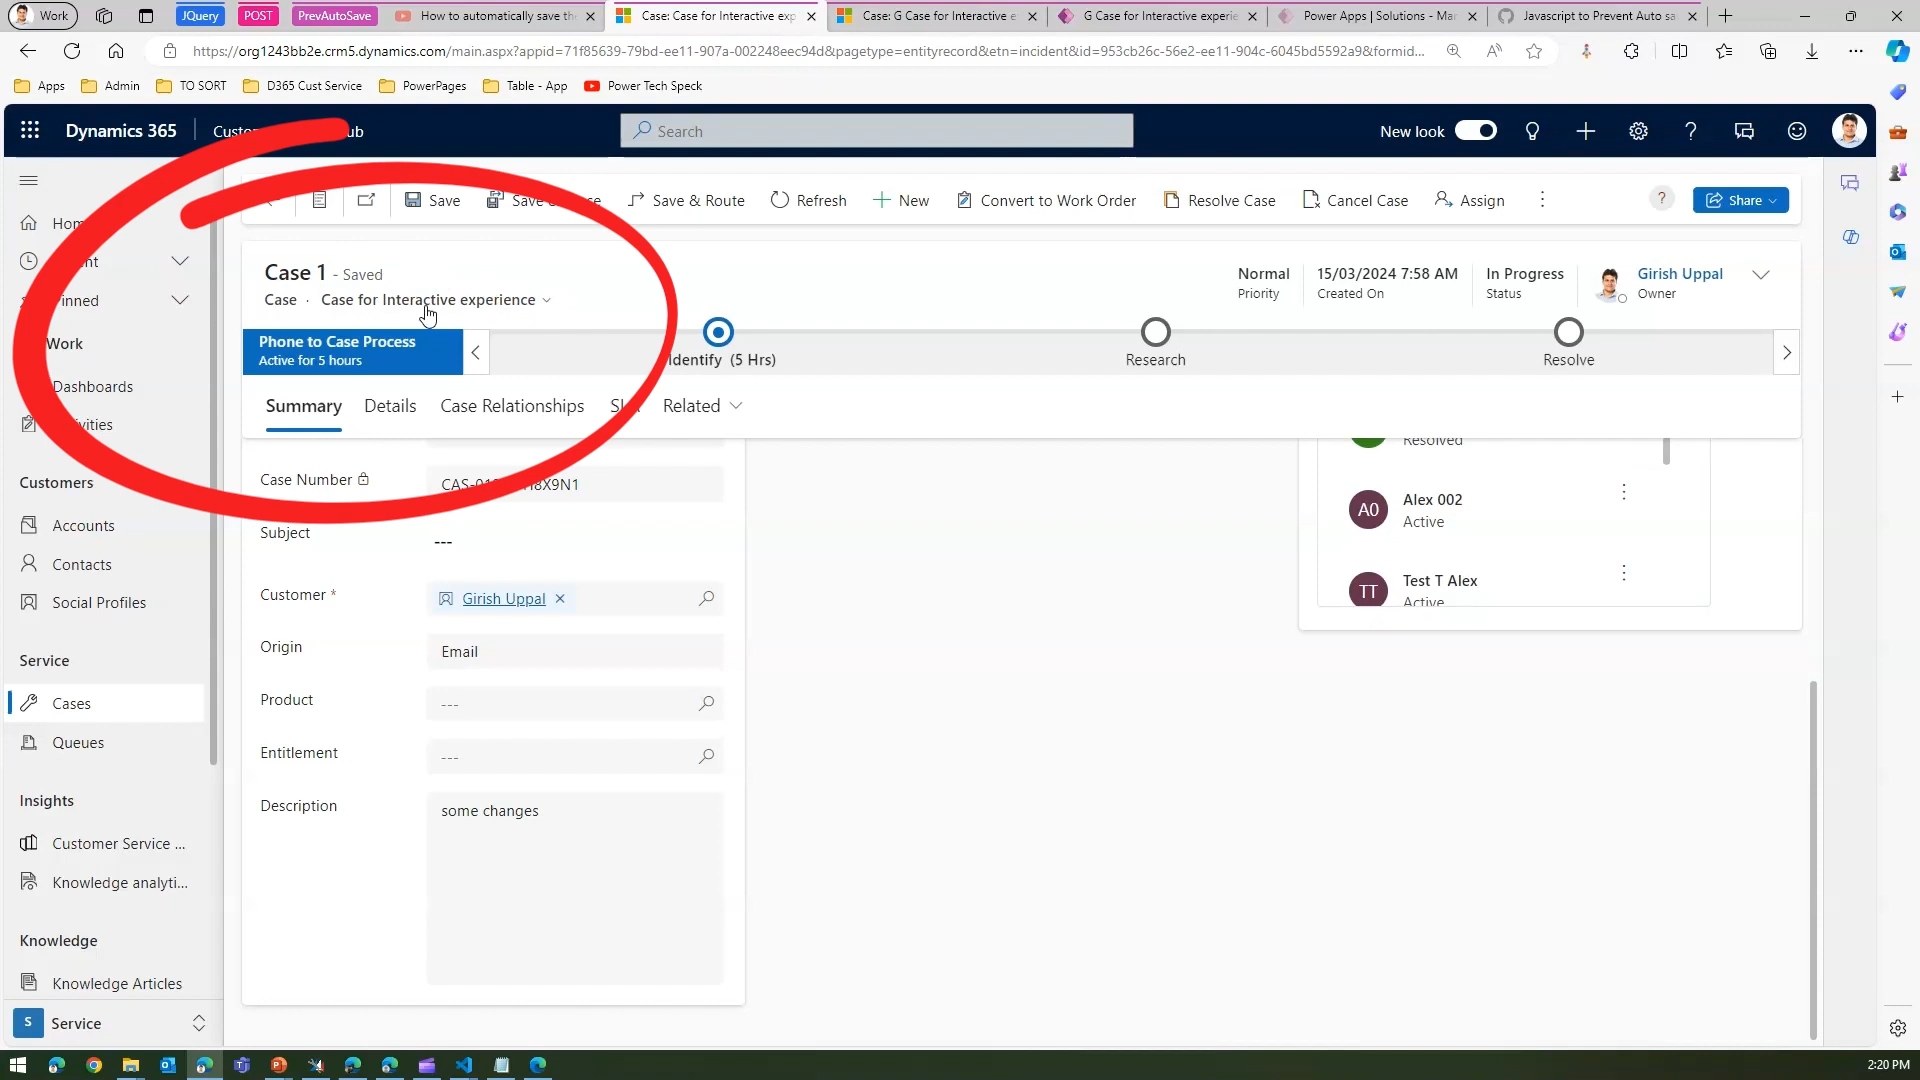 Work
JQuery
POST
PrevAutoSave
How to automatically save th
Case: Case for Interactive exp
Case: G Case for Interactive e
G Case for Interactive experie
Power Apps | Solutions - Mar
Javascript to Prevent Auto sa
https://org1243bb2e.crm5.dynamics.com/main.aspx?appid=71f85639-79bd-ee11-907a-002248eec94d&pagetype=entityrecord&etn=incident&id=953cb26c-56e2-ee11-904c-6045bd5592a9&formid...
Apps
Admin
TO SORT
D365 Cust Service
PowerPages
Table - App
Power Tech Speck
Dynamics 365
Search
New look
Save
Save & Route
Refresh
New
Convert to Work Order
Resolve Case
Cancel Case
Assign
Share
Case 1 - Saved
Case · Case for Interactive experience
Normal
Priority
15/03/2024 7:58 AM
Created On
In Progress
Status
Girish Uppal
Owner
Phone to Case Process
Active for 5 hours
Identify (5 Hrs)
Research
Resolve
Summary
Details
Case Relationships
Related
Work
Dashboards
Customers
Accounts
Contacts
Social Profiles
Service
Cases
Queues
Insights
Customer Service ...
Knowledge analyti...
Knowledge
Knowledge Articles
S Service
Case Number
Subject
---
Customer *
Girish Uppal
Origin
Email
Product
---
Entitlement
---
Description
some changes
Resolved
A0
Alex 002
Active
TT
Test T Alex
Active
2:20 PM